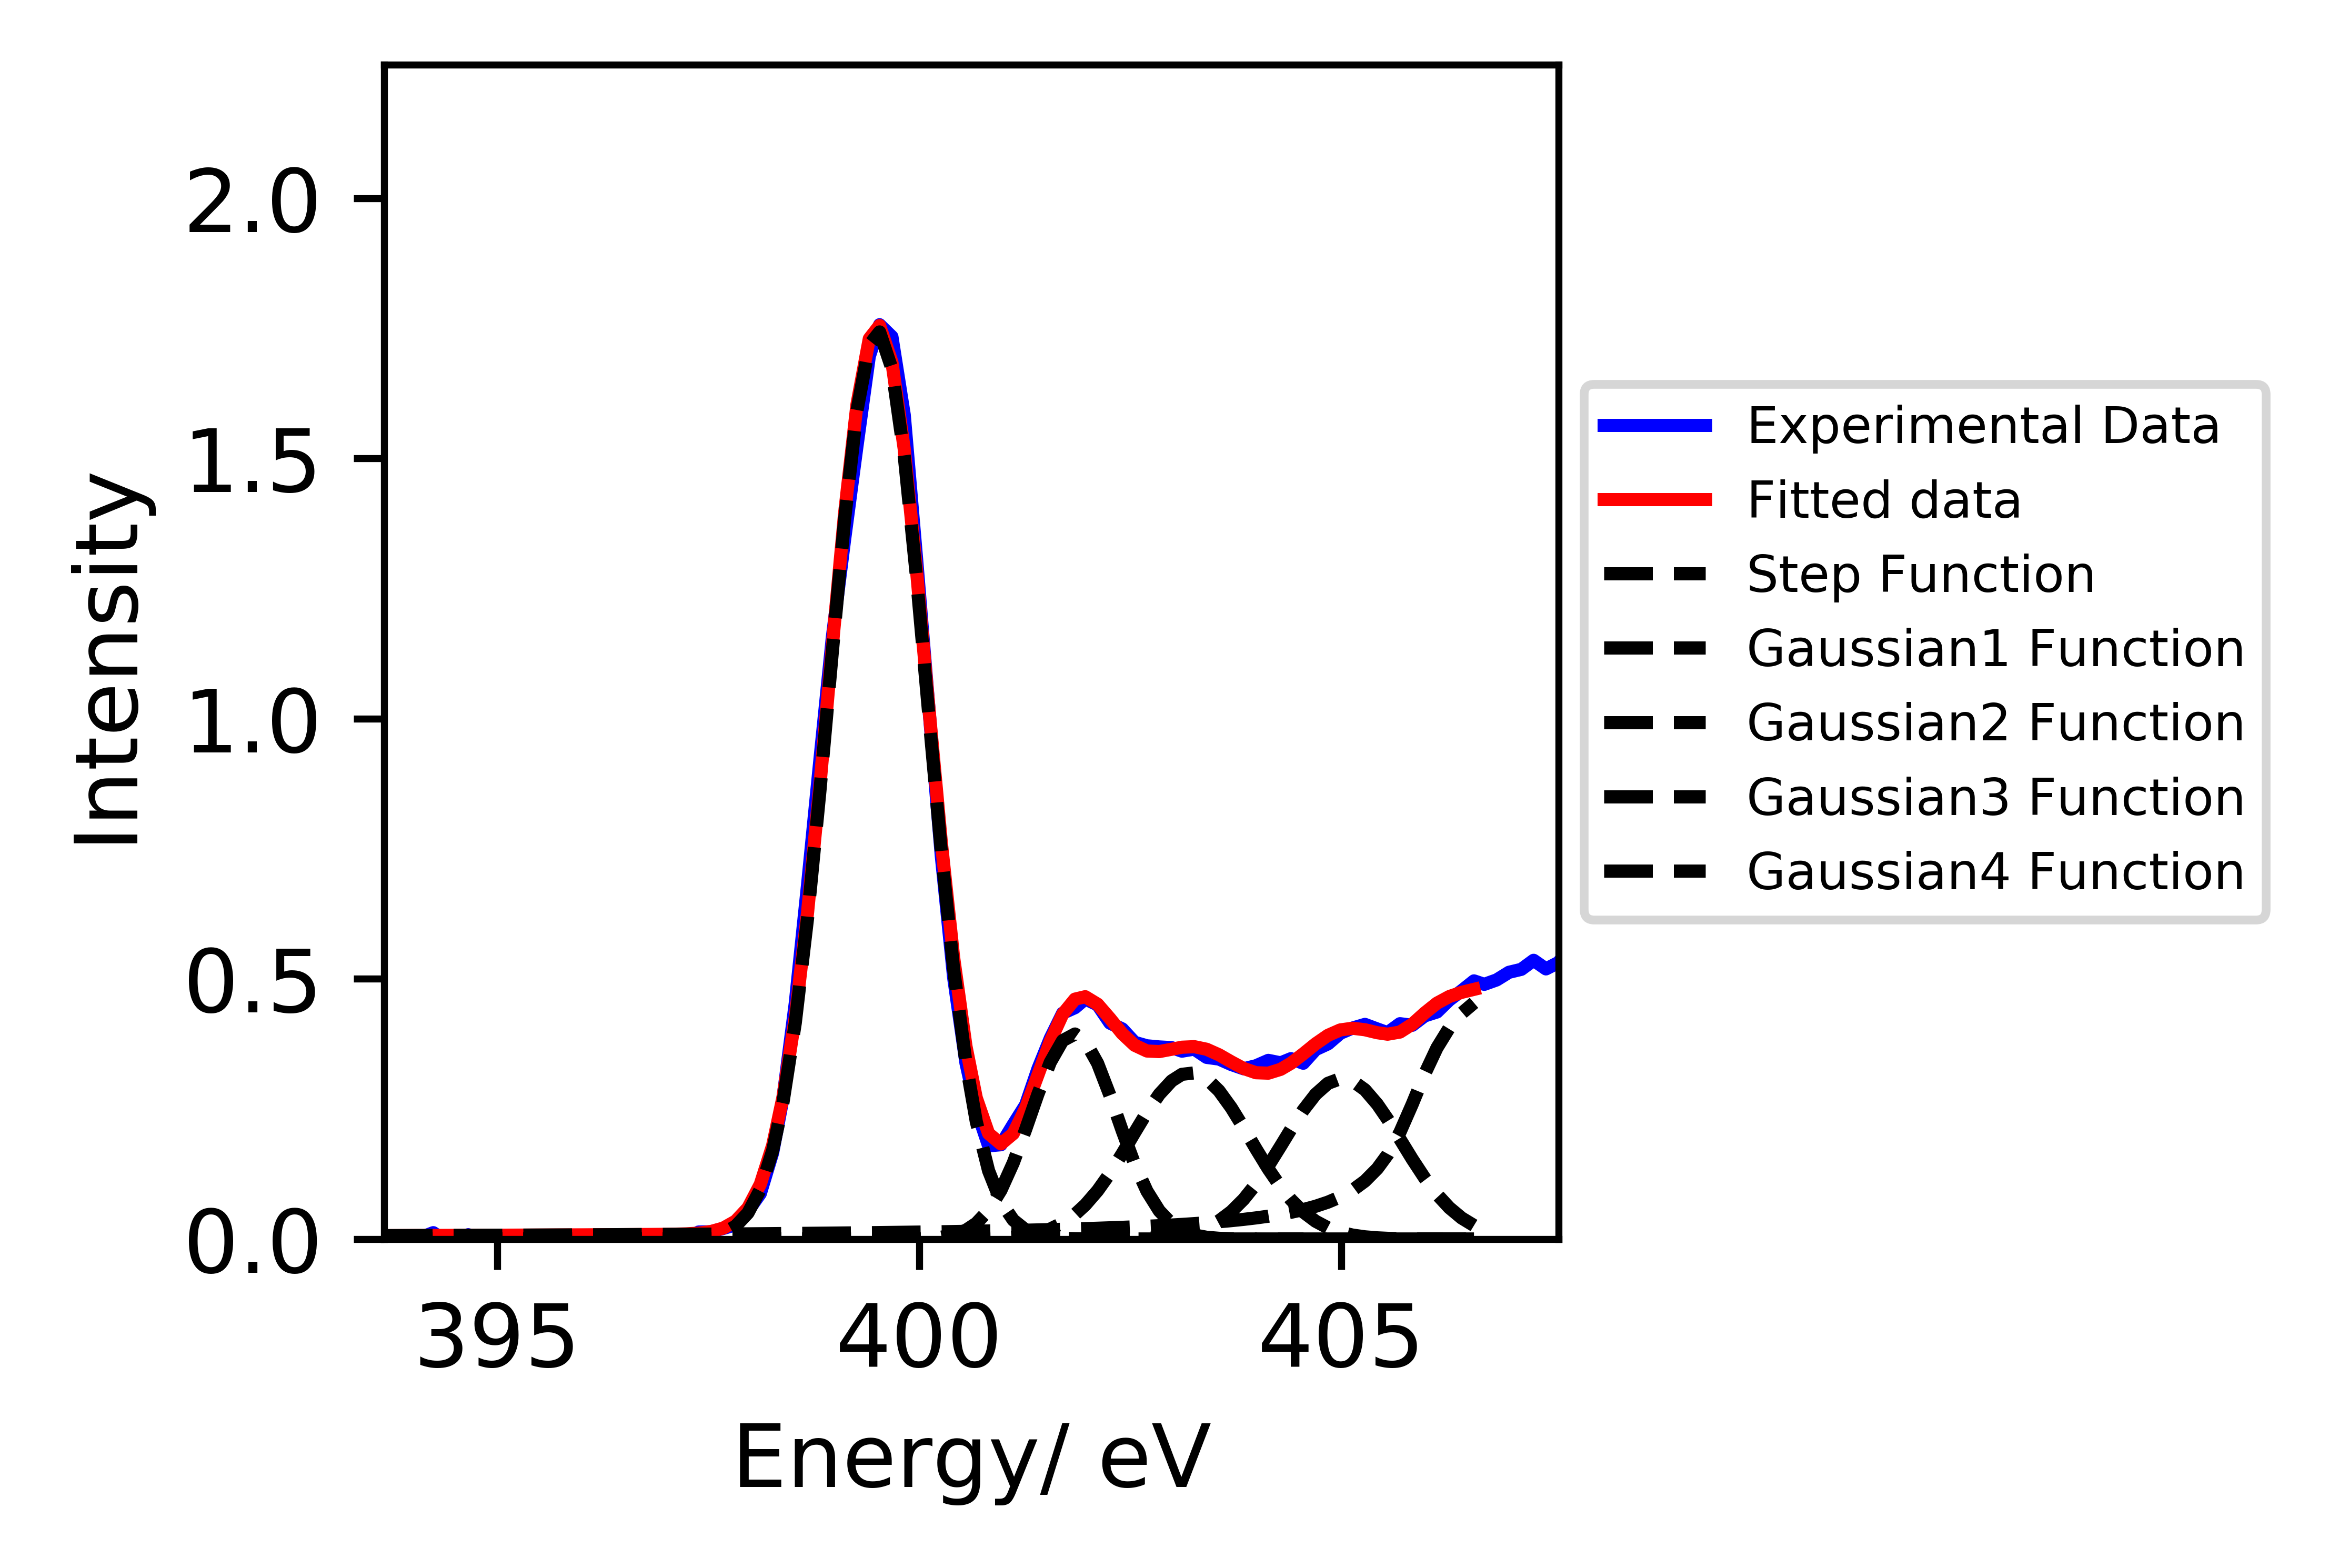 2.0
1.5
1.0
0.5
0.0
Intensity
395
400
405
Energy/ eV
Experimental Data
Fitted data
Step Function
Gaussian1 Function
Gaussian2 Function
Gaussian3 Function
Gaussian4 Function